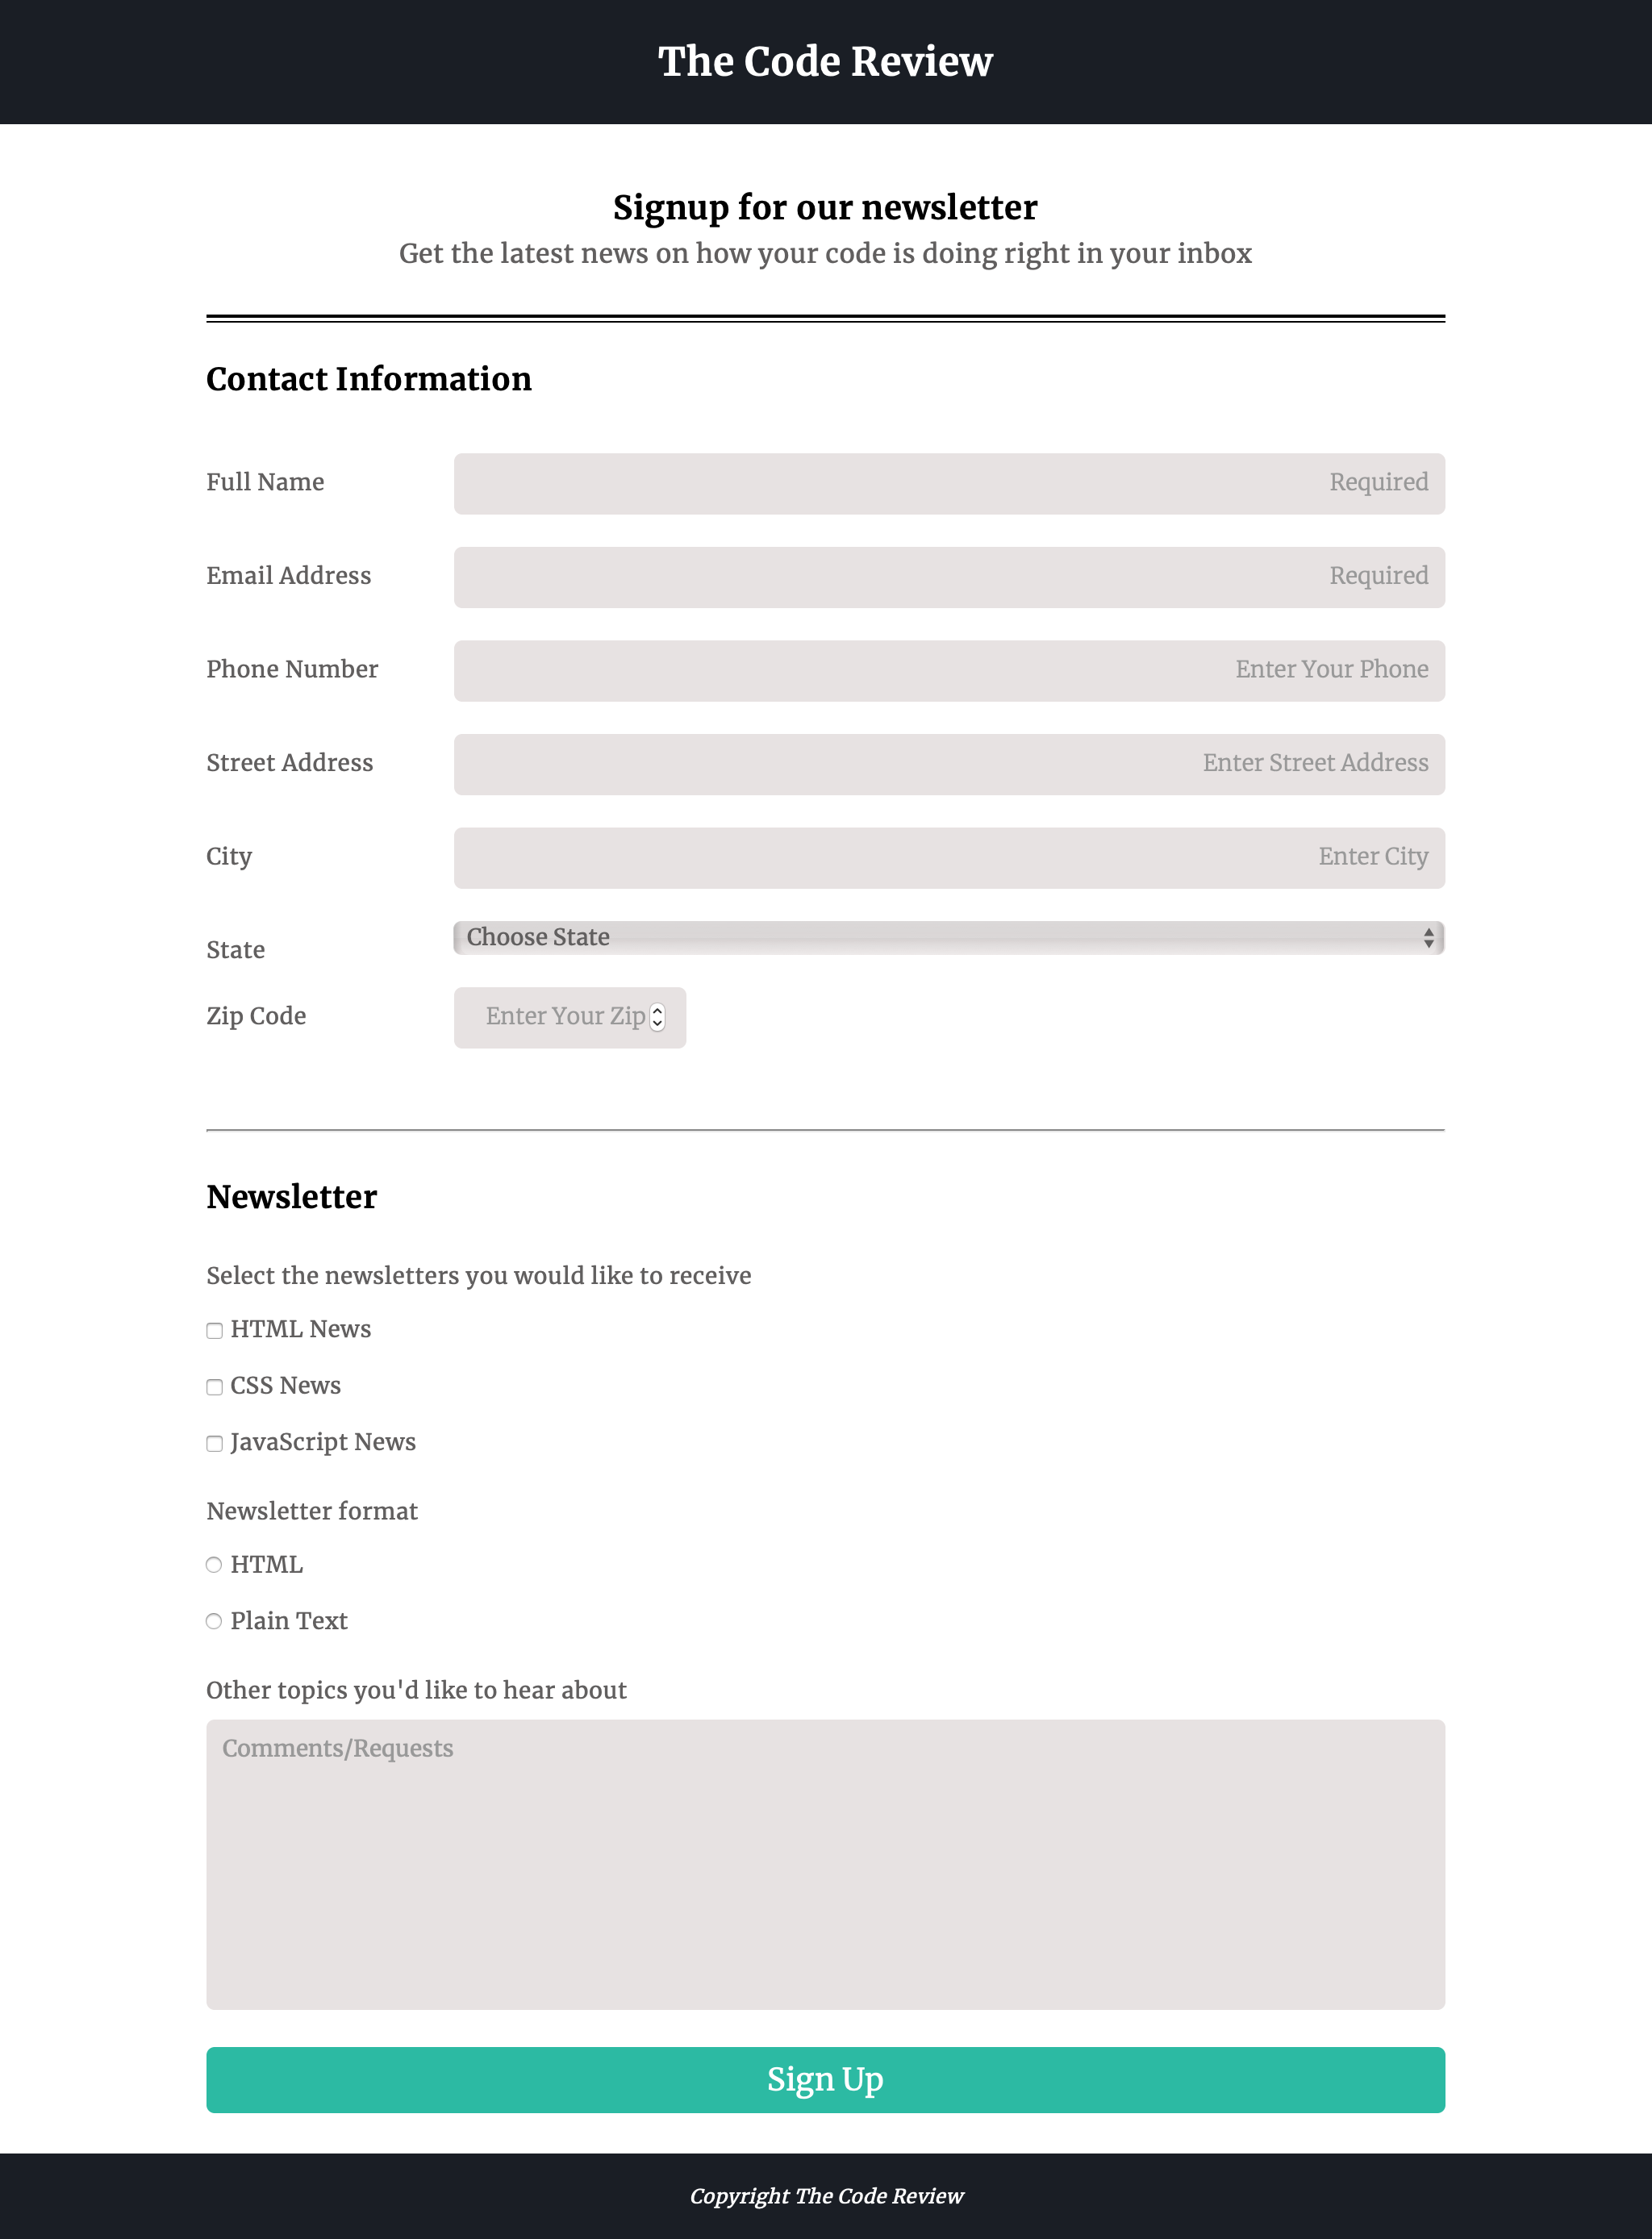 The Code Review
Signup for our newsletter
Get the latest news on how your code is doing right in your inbox
Contact Information
Full Name Required
Email Address Required
Phone Number Enter Your Phone
Street Address Enter Street Address
City Enter City
State Choose State
Zip Code Enter Your Zip
Newsletter
Select the newsletters you would like to receive
HTML News
CSS News
JavaScript News
Newsletter format
HTML
Plain Text
Other topics you'd like to hear about
Comments/Requests
Sign Up
Copyright The Code Review